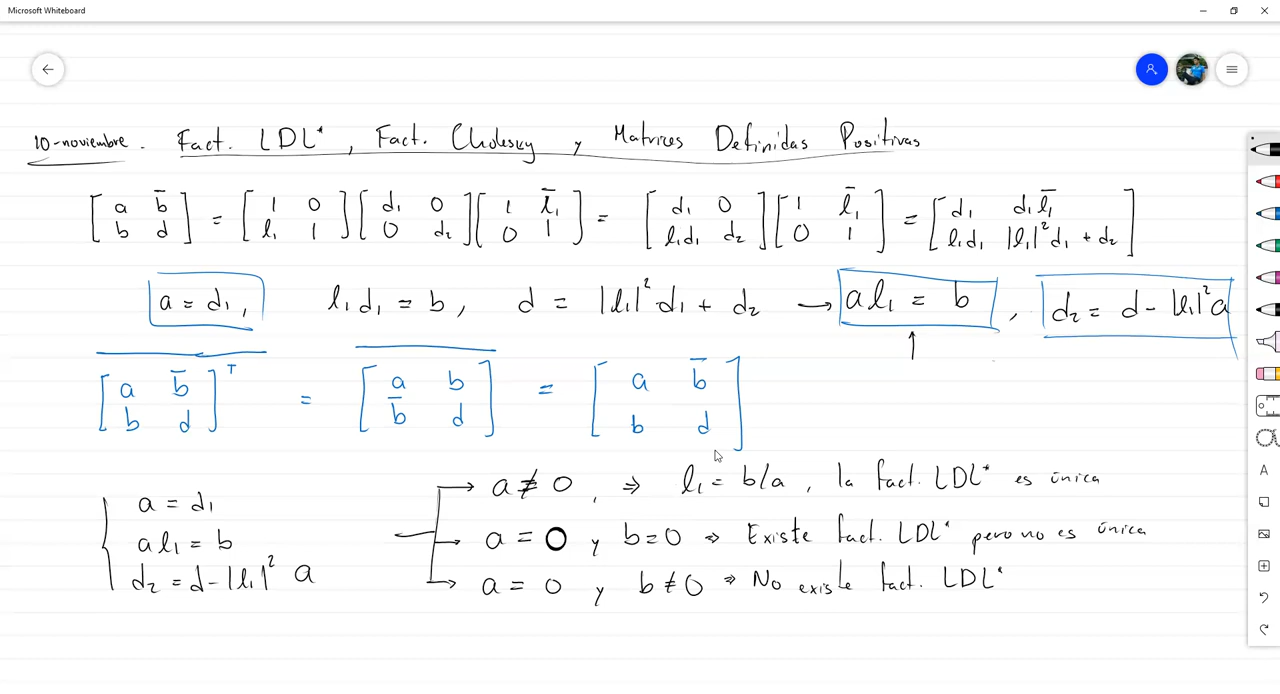 Microsoft Whiteboard
10-noviembre. Fact. LDL*, Fact. Cholesky y Matrices Definidas Positivas
[a b̄; b d] = [1 0; l₁ 1][d₁ 0; 0 d₂][1 l̄₁; 0 1] = [d₁ 0; l₁d₁ d₂][1 l̄₁; 0 1] = [d₁ d₁l̄₁; l₁d₁ |l₁|²d₁ + d₂]
a = d₁, l₁d₁ = b, d = |l₁|²d₁ + d₂ → al₁ = b, d₂ = d - |l₁|²a
↑
[a b̄; b d]ᵀ = [a b; b̄ d] = [a b̄; b d]
a = d₁
al₁ = b
d₂ = d - |l₁|² a
→ a ≠ 0, ⇒ l₁ = b/a, la fact. LDL* es única
→ a = 0 y b = 0 ⇒ Existe fact. LDL* pero no es única
→ a = 0 y b ≠ 0 ⇒ No existe fact. LDL*
A